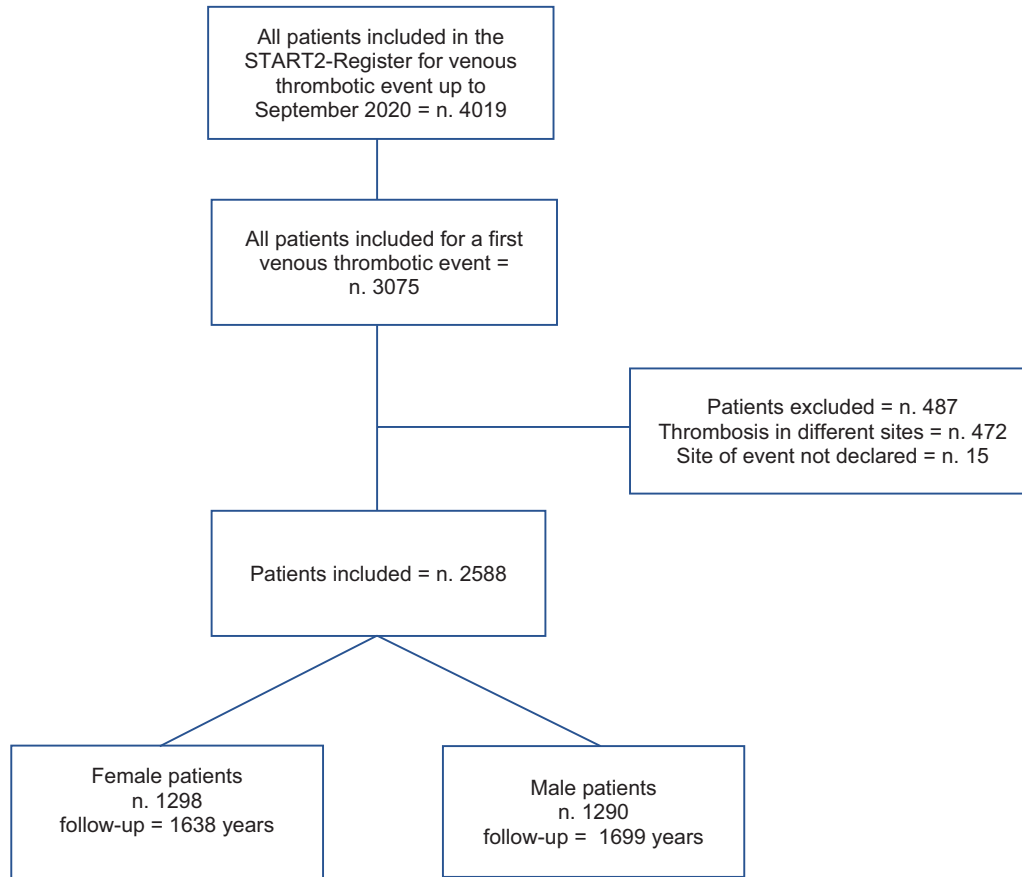 All patients included in the
START2-Register for venous
thrombotic event up to
September 2020 = n. 4019
All patients included for a first
venous thrombotic event =
n. 3075
Patients excluded = n. 487
Thrombosis in different sites = n. 472
Site of event not declared = n. 15
Patients included = n. 2588
Female patients
n. 1298
follow-up = 1638 years
Male patients
n. 1290
follow-up =  1699 years